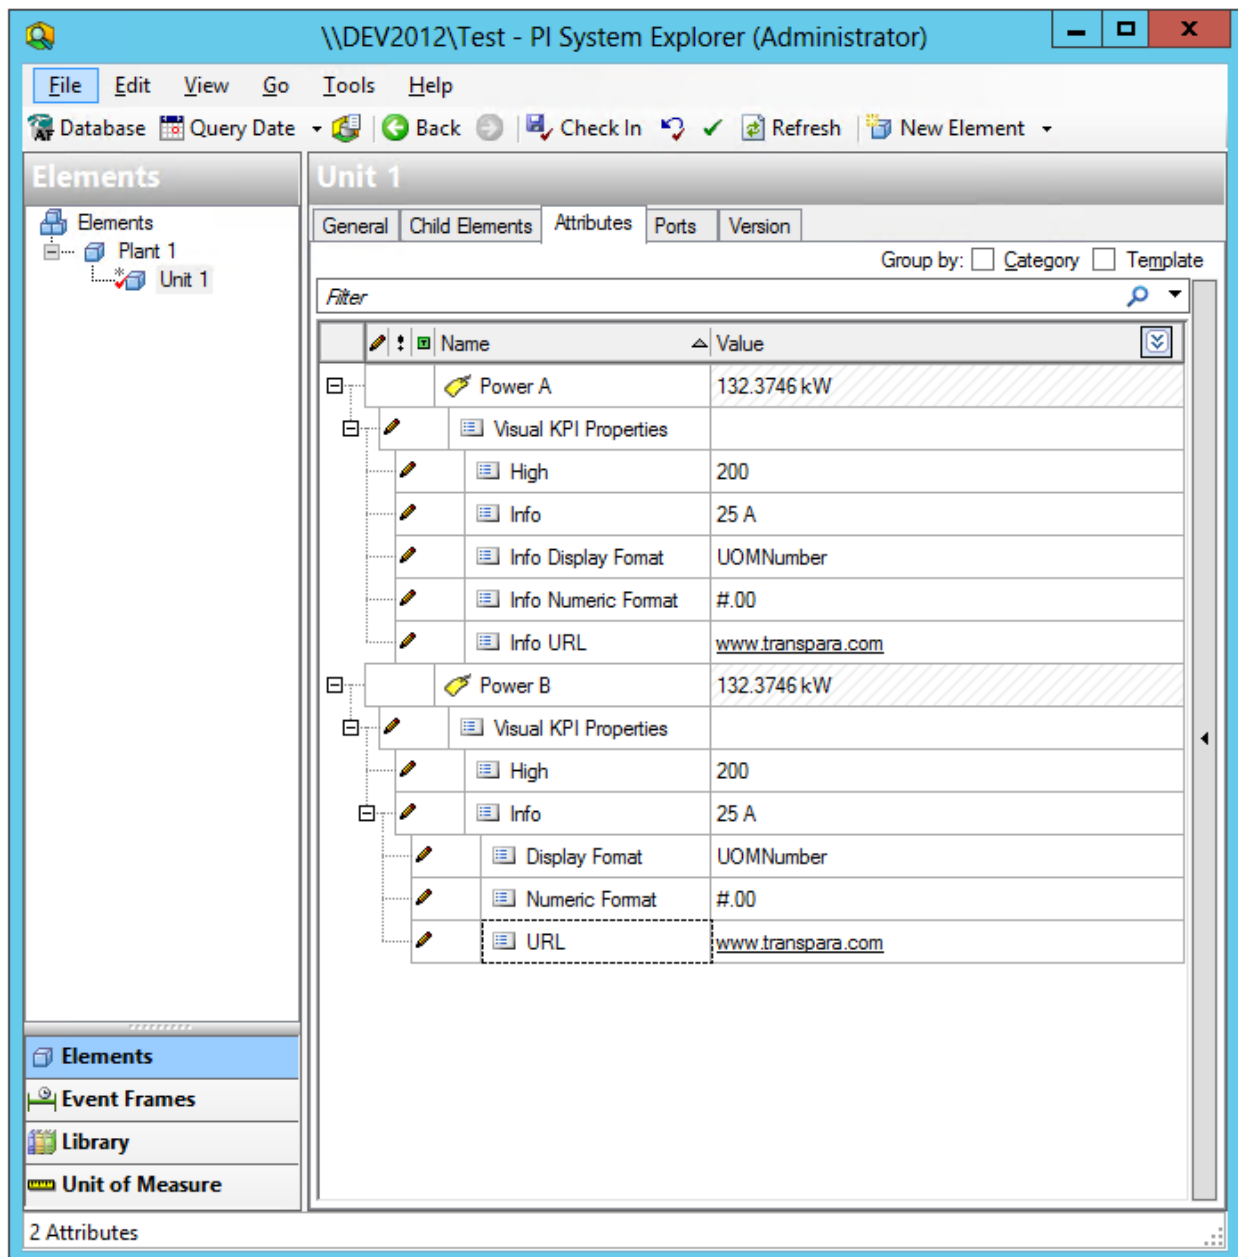 \\DEV2012\Test - PI System Explorer (Administrator)
File Edit View Go Tools Help
Database Query Date Back Check In Refresh New Element
Elements
Unit 1
Elements
Plant 1
Unit 1
General Child Elements Attributes Ports Version
Group by: Category Template
Filter
Name Value
Power A 132.3746 kW
Visual KPI Properties
High 200
Info 25 A
Info Display Fomat UOMNumber
Info Numeric Format #.00
Info URL www.transpara.com
Power B 132.3746 kW
Visual KPI Properties
High 200
Info 25 A
Display Fomat UOMNumber
Numeric Format #.00
URL www.transpara.com
Elements
Event Frames
Library
Unit of Measure
2 Attributes